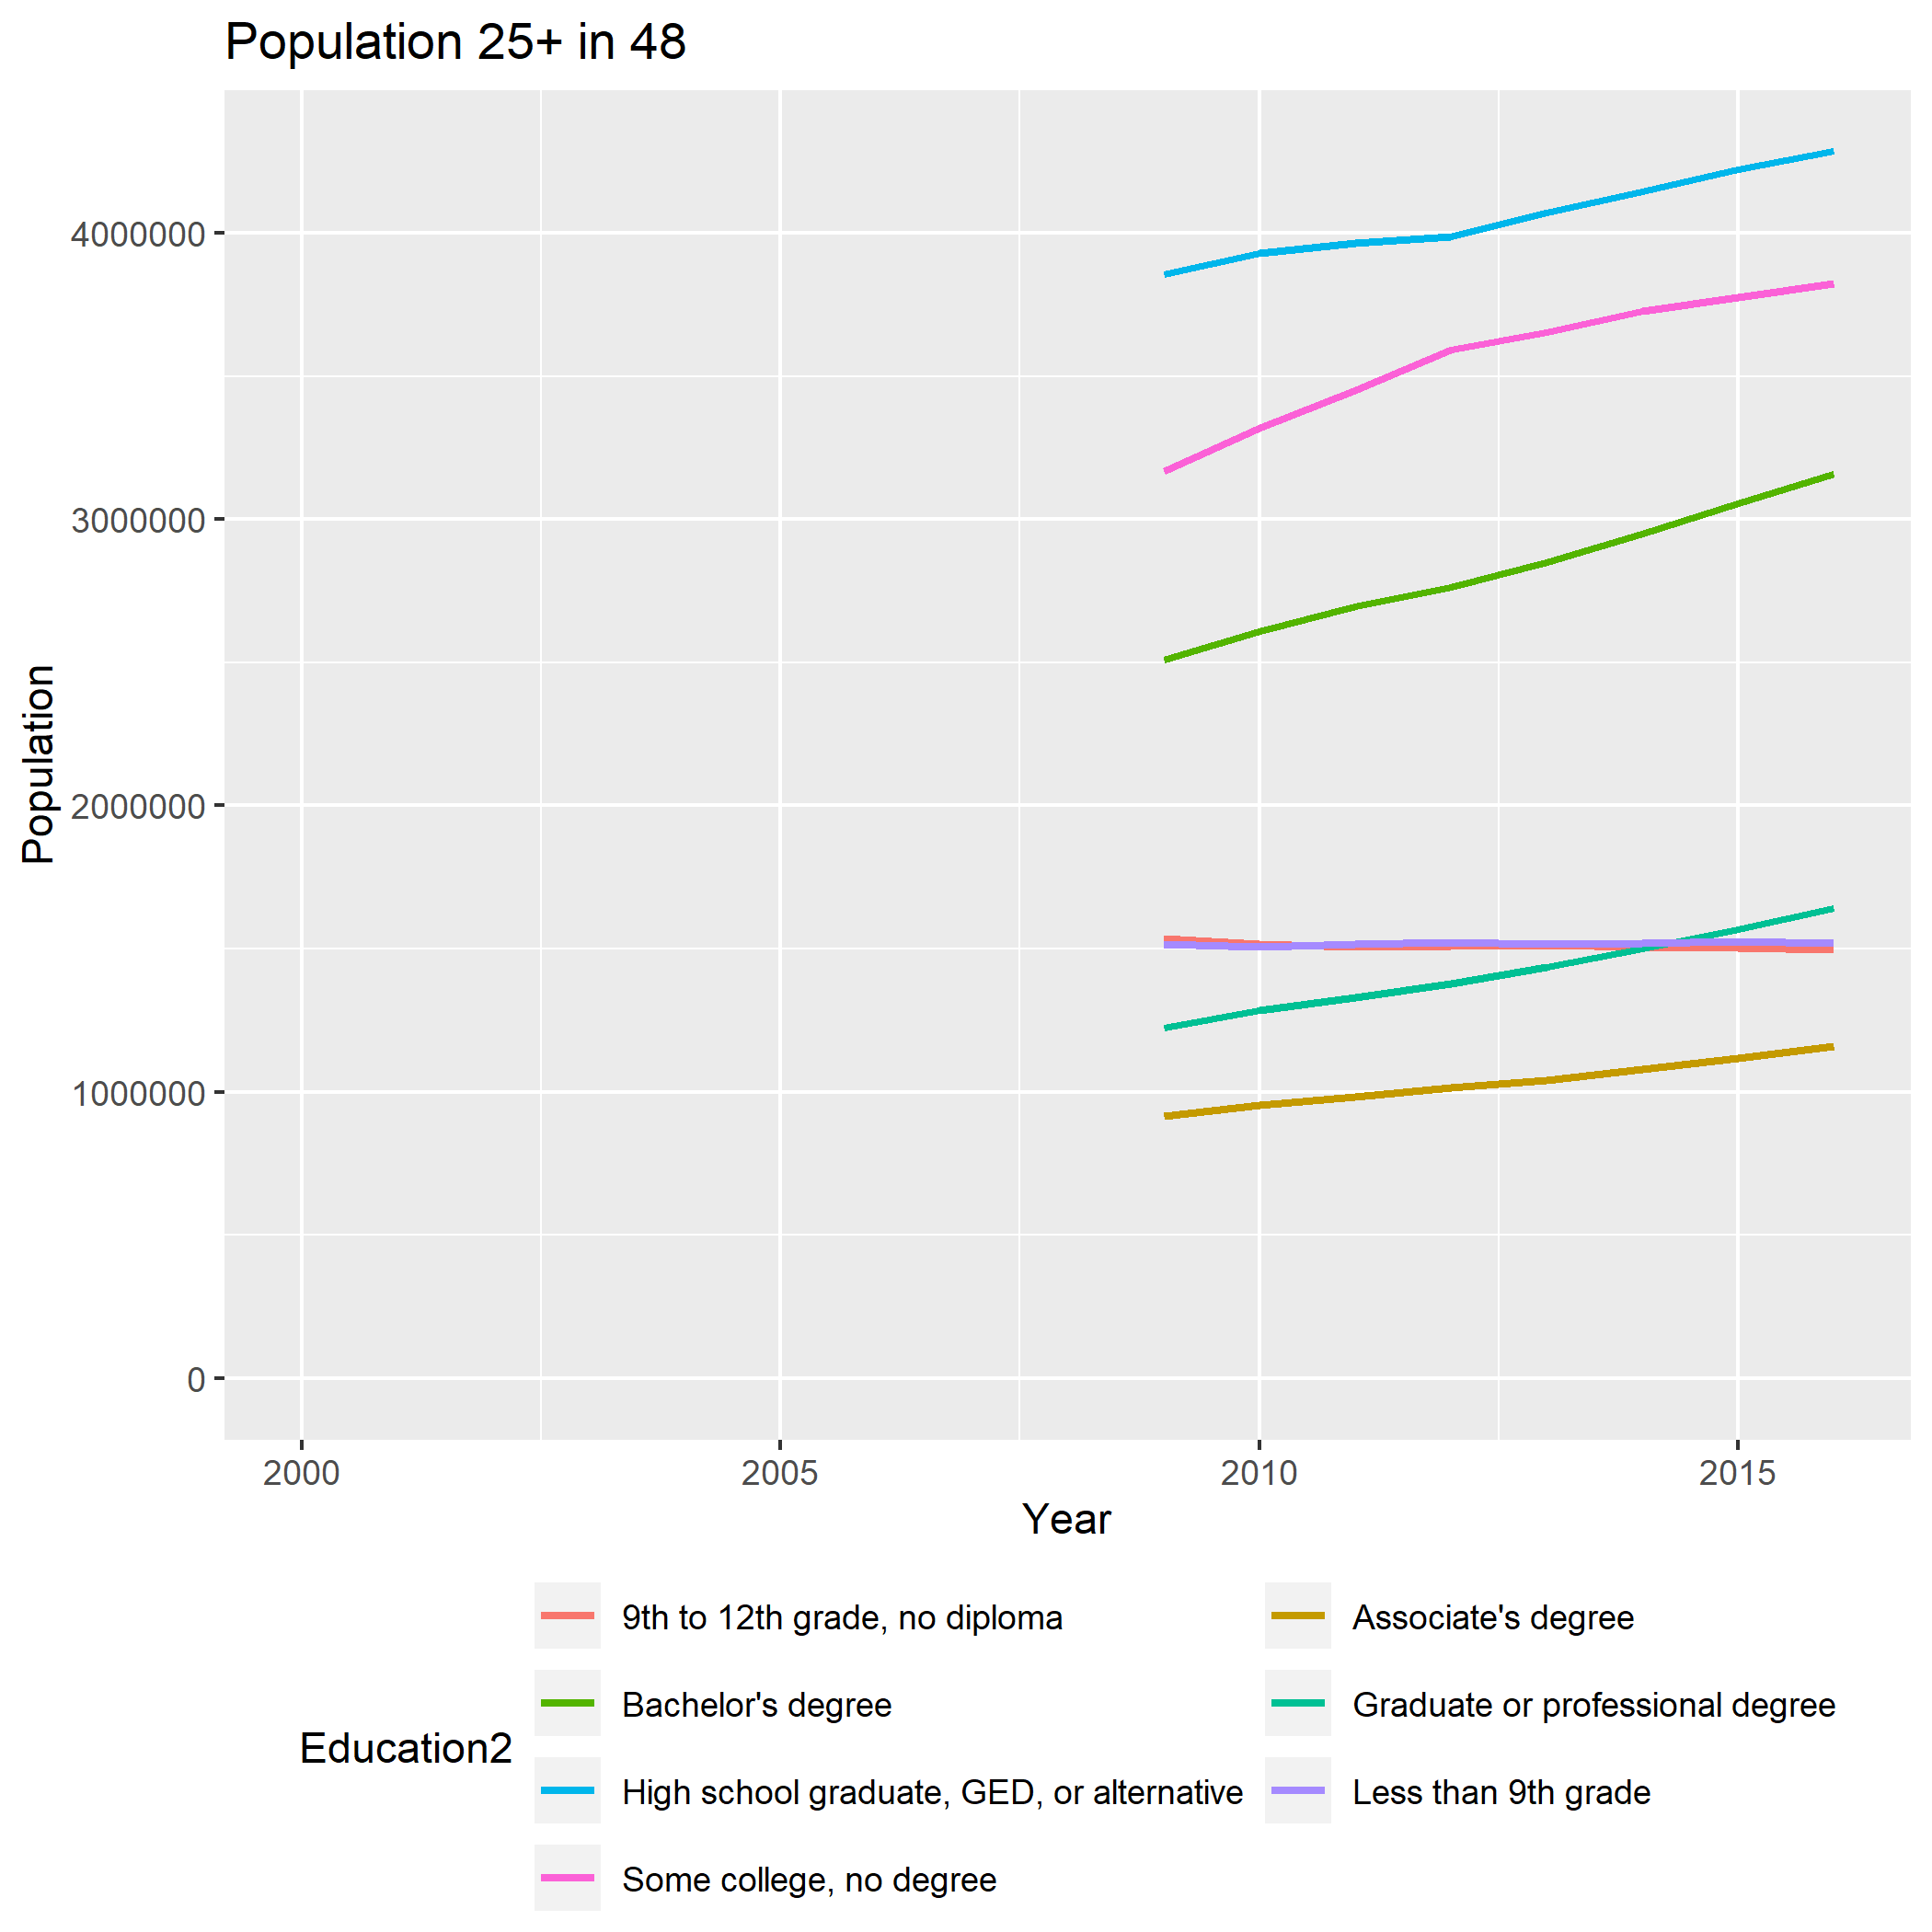 Population 25+ in 48
Population
4000000
3000000
2000000
1000000
0
2000 2005 2010 2015
Year
Education2
9th to 12th grade, no diploma
Associate's degree
Bachelor's degree
Graduate or professional degree
High school graduate, GED, or alternative
Less than 9th grade
Some college, no degree